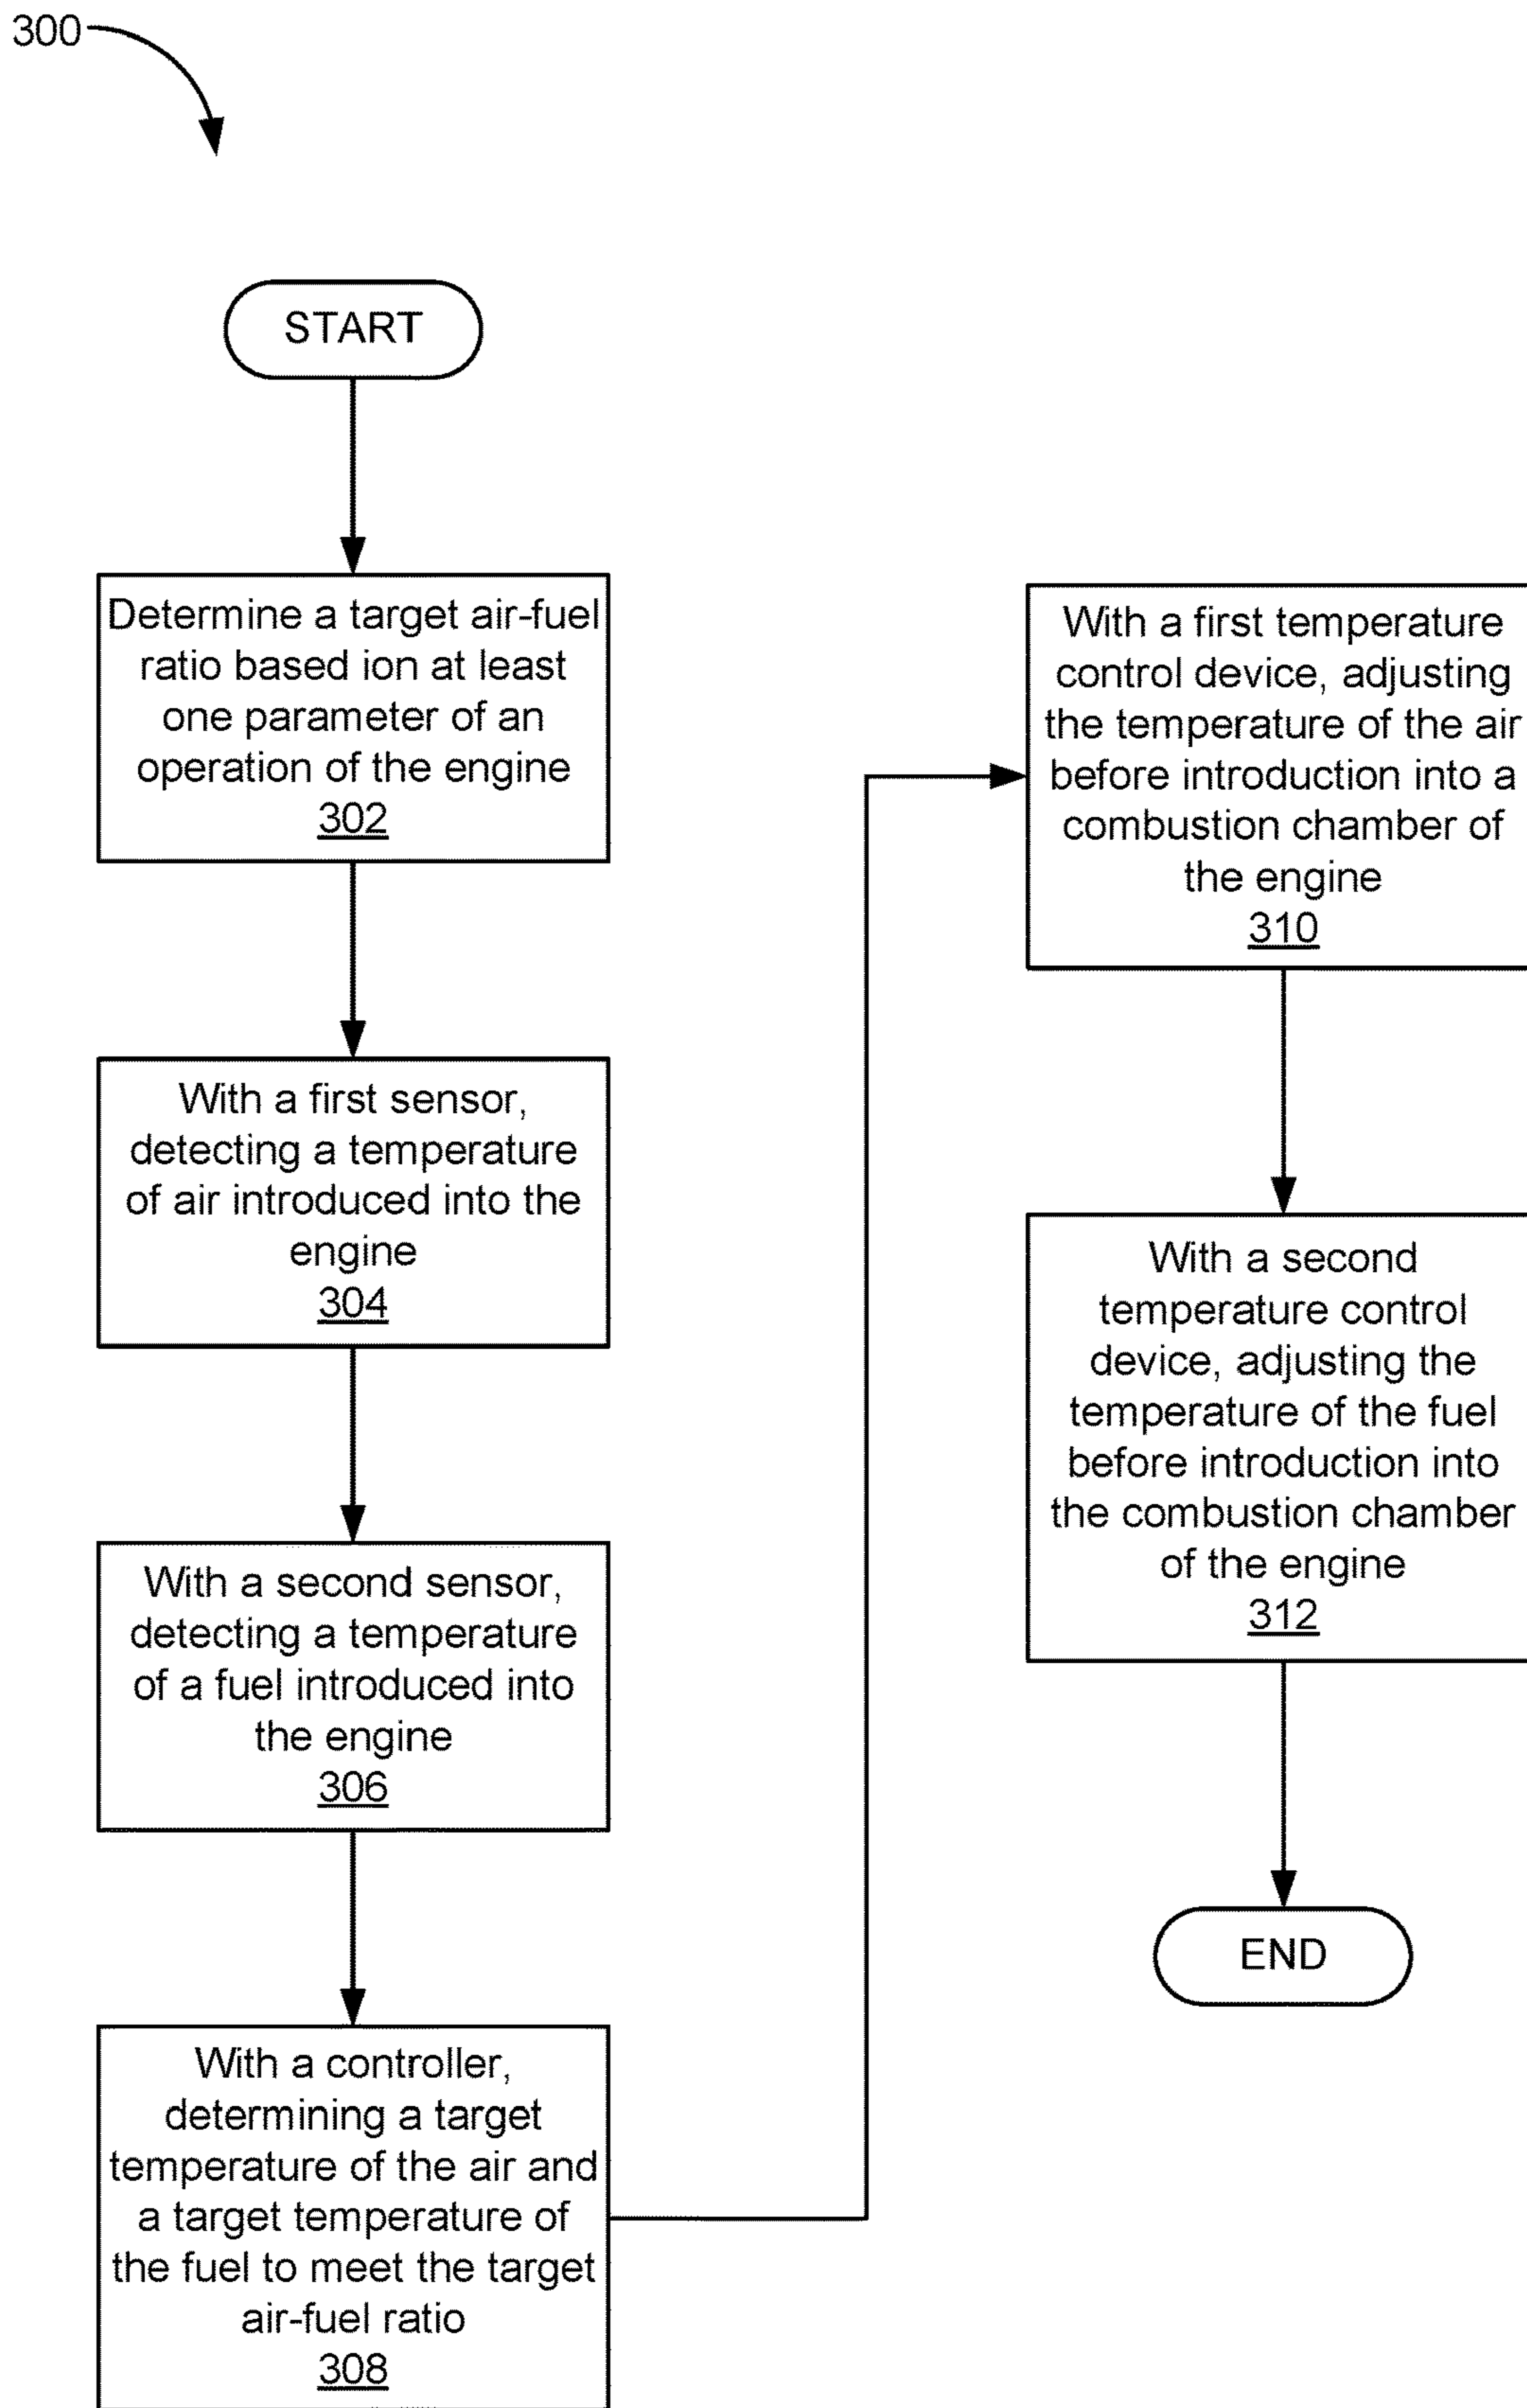 300
START
Determine a target air-fuel
ratio based ion at least
one parameter of an
operation of the engine
302
With a first sensor,
detecting a temperature
of air introduced into the
engine
304
With a second sensor,
detecting a temperature
of a fuel introduced into
the engine
306
With a controller,
determining a target
temperature of the air and
a target temperature of
the fuel to meet the target
air-fuel ratio
308
With a first temperature
control device, adjusting
the temperature of the air
before introduction into a
combustion chamber of
the engine
310
With a second
temperature control
device, adjusting the
temperature of the fuel
before introduction into
the combustion chamber
of the engine
312
END